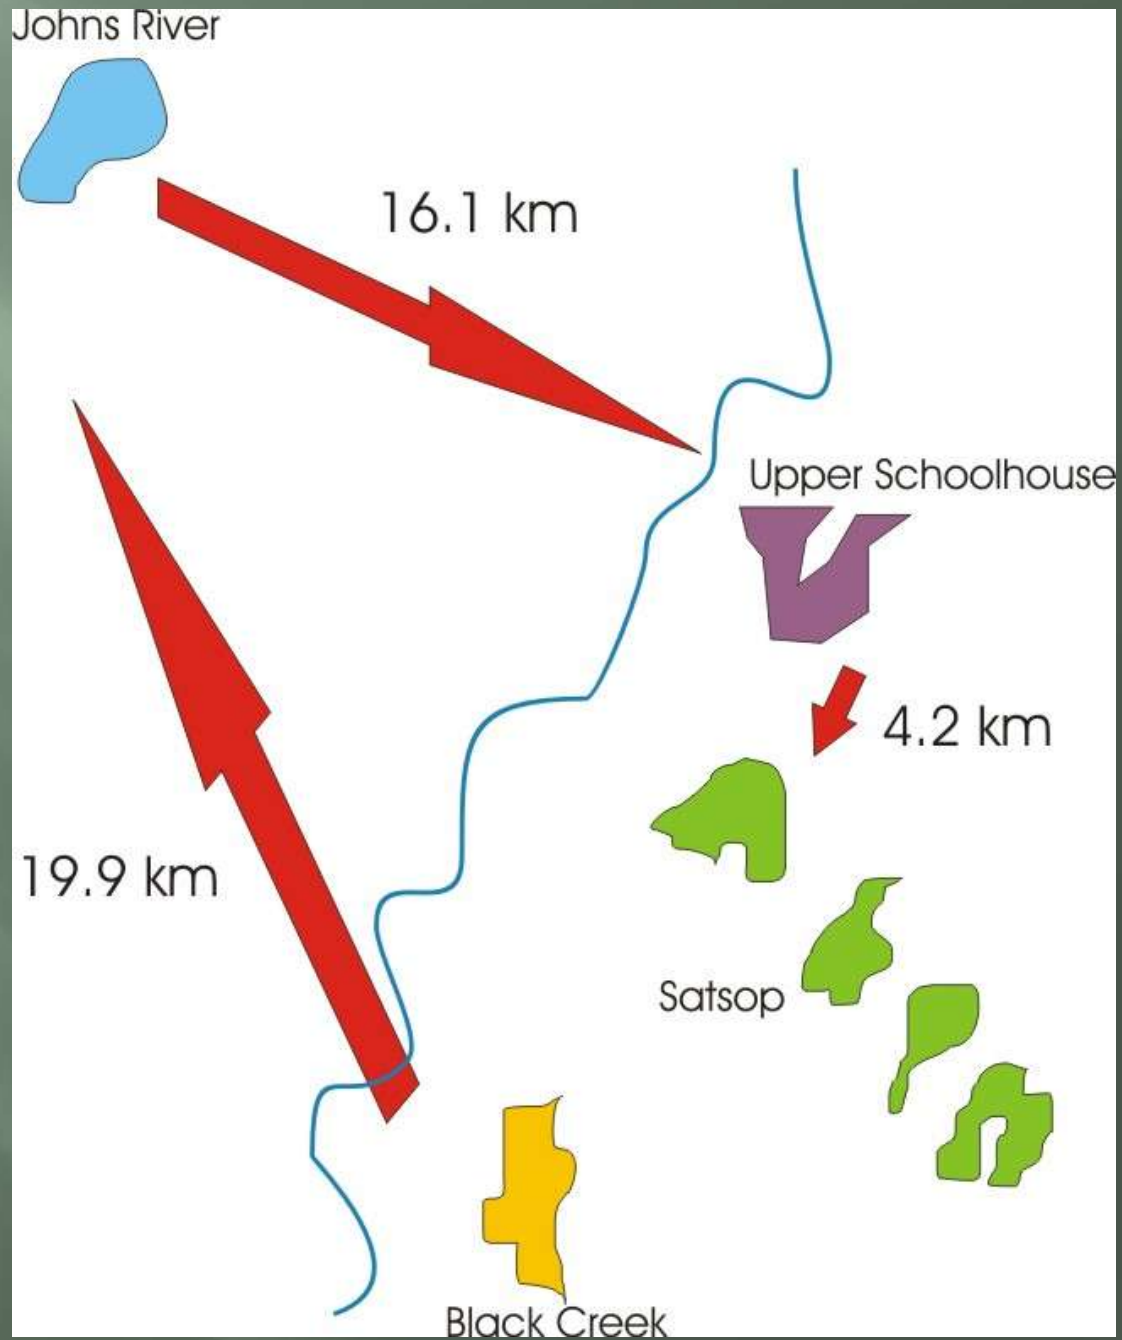 Johns River
16.1 km
Upper Schoolhouse
4.2 km
19.9 km
Satsop
Black Creek